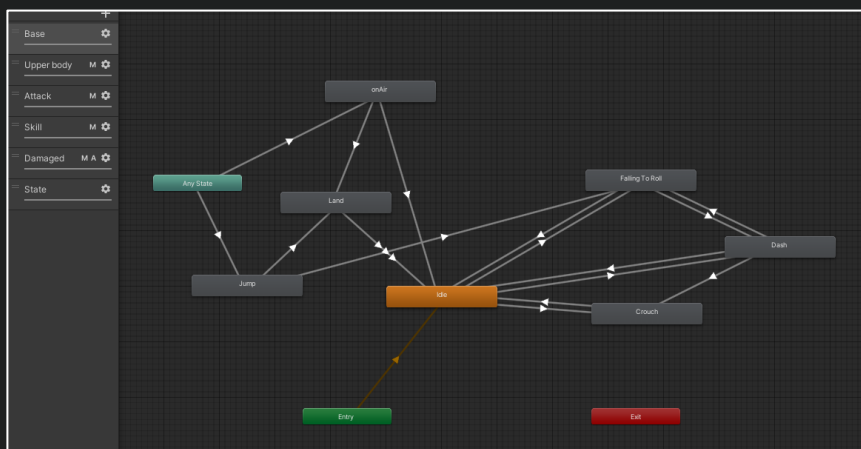 Base
Upper body M
Attack M
Skill M
Damaged M A
State
onAir
Any State
Land
Falling To Roll
Dash
Jump
Idle
Crouch
Entry
Exit